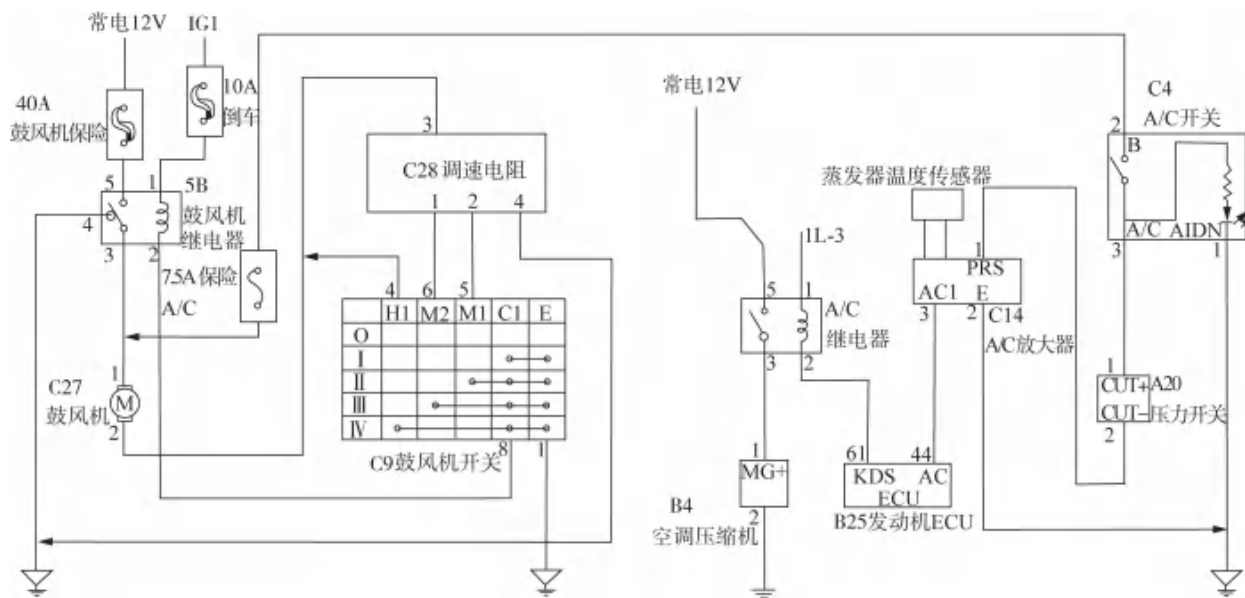 常电12V
IG1
40A
鼓风机保险
10A
倒车
5
1
5B
4
鼓风机
继电器
3
2
7.5A保险
A/C
C27
鼓风机
1
M
2
3
C28 调速电阻
1
2
4
4
6
5
H1
M2
M1
C1
E
O
I
II
III
IV
C9鼓风机开关
8
1
常电12V
1L-3
5
1
A/C
继电器
3
2
1
MG+
2
B4
空调压缩机
61
44
KDS
AC
ECU
B25发动机ECU
蒸发器温度传感器
1
PRS
AC1
E
3
2
C14
A/C放大器
C4
A/C开关
2
B
A/C
AIDN
3
1
1
CUT+
A20
CUT-
压力开关
2